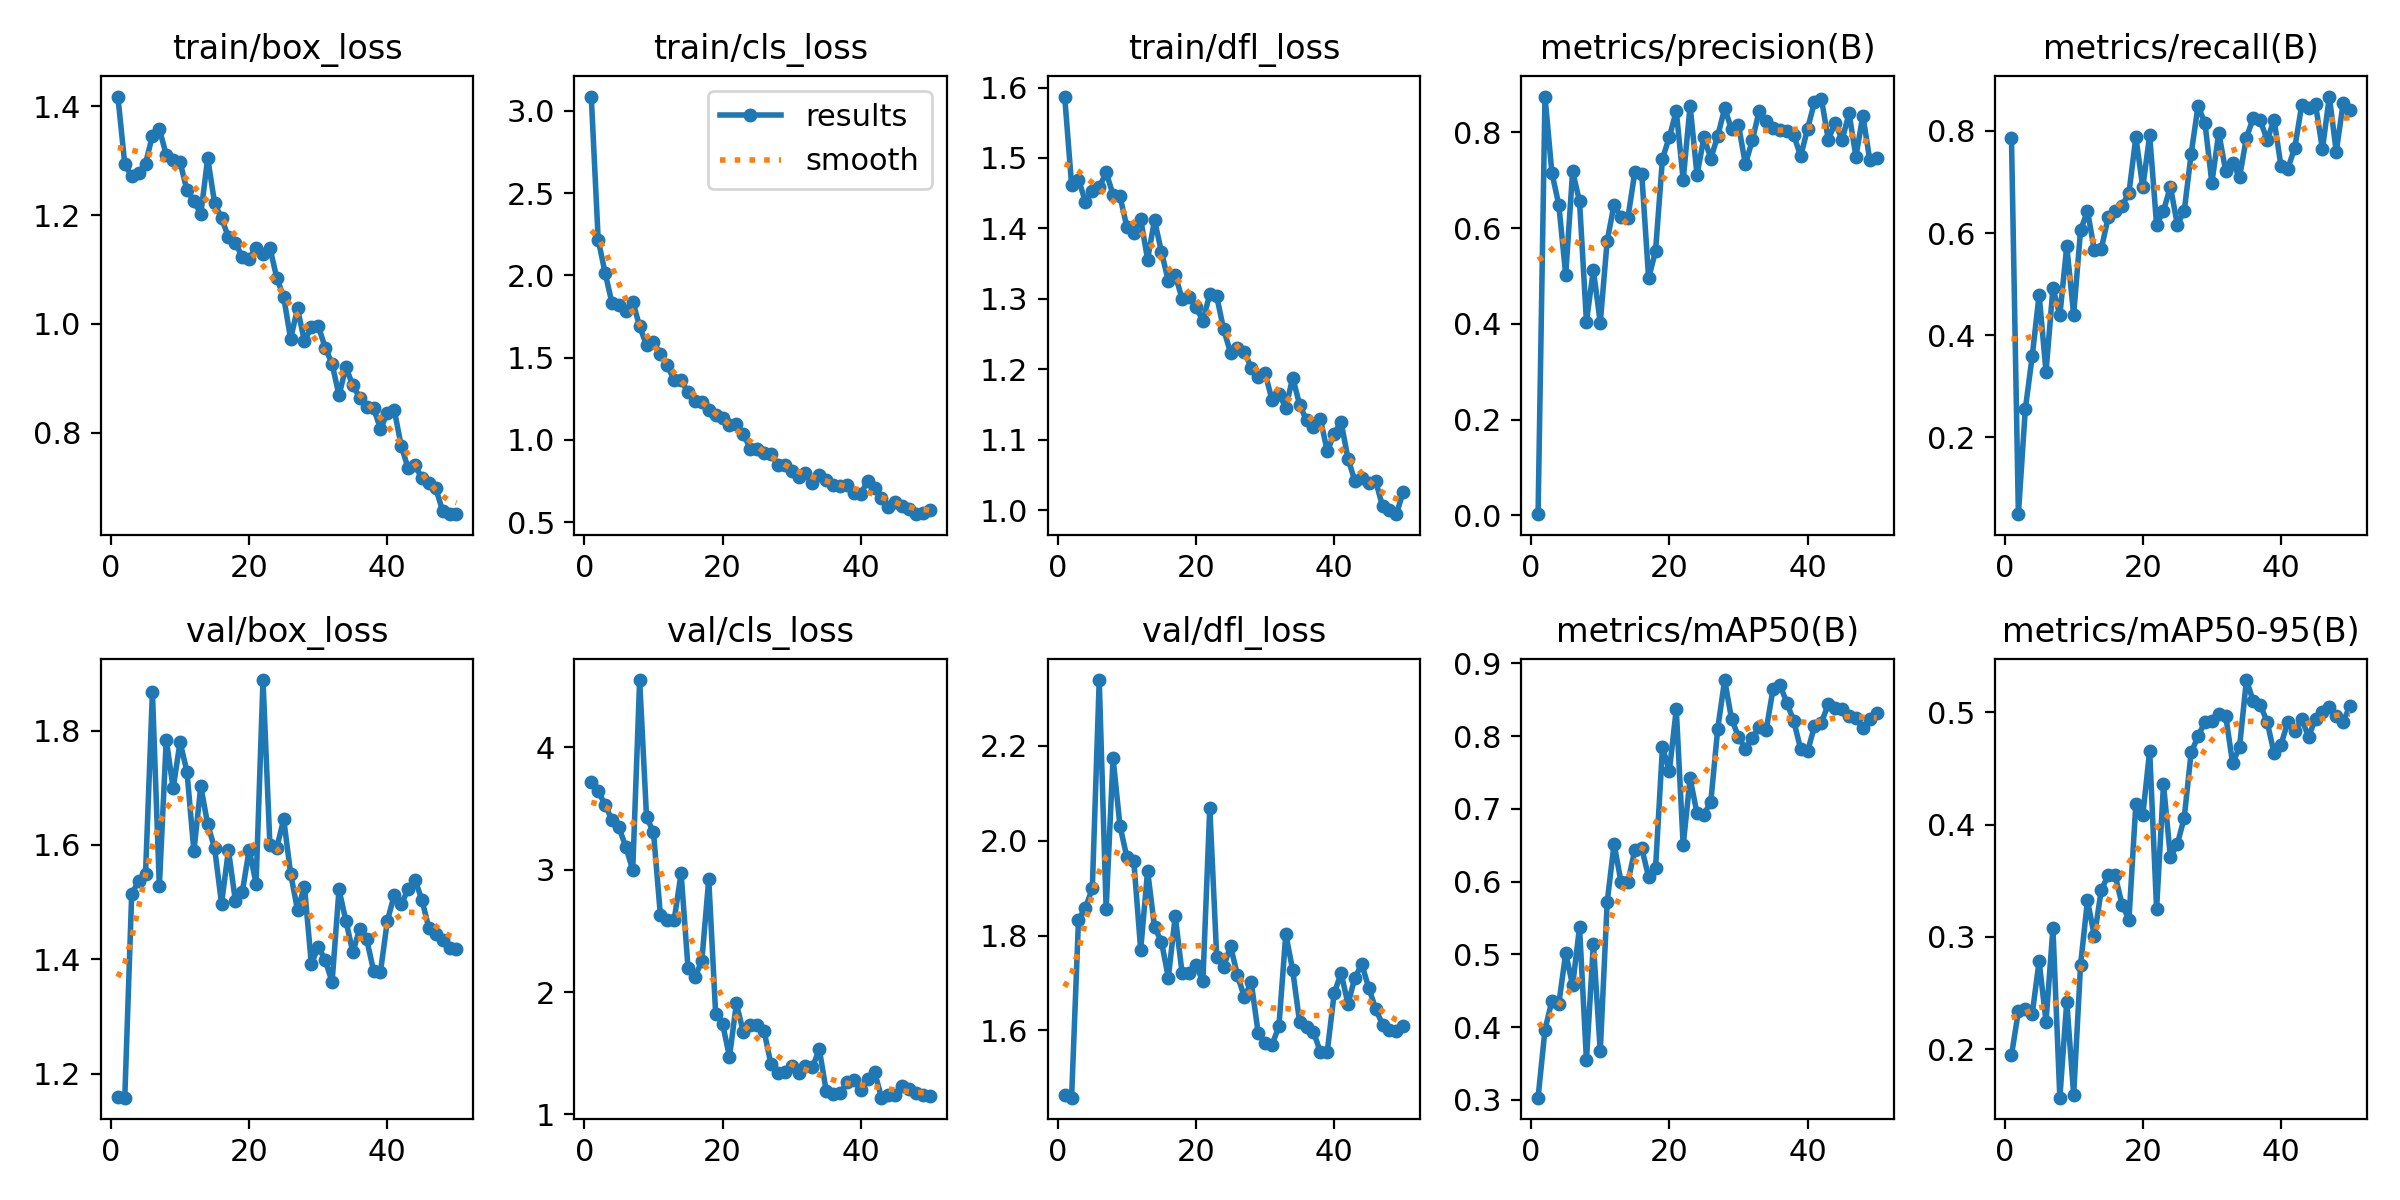 train/box_loss
1.4
1.2
1.0
0.8
0 20 40
train/cls_loss
results
smooth
3.0
2.5
2.0
1.5
1.0
0.5
0 20 40
train/dfl_loss
1.6
1.5
1.4
1.3
1.2
1.1
1.0
0 20 40
metrics/precision(B)
0.8
0.6
0.4
0.2
0.0
0 20 40
metrics/recall(B)
0.8
0.6
0.4
0.2
0 20 40
val/box_loss
1.8
1.6
1.4
1.2
0 20 40
val/cls_loss
4
3
2
1
0 20 40
val/dfl_loss
2.2
2.0
1.8
1.6
0 20 40
metrics/mAP50(B)
0.9
0.8
0.7
0.6
0.5
0.4
0.3
0 20 40
metrics/mAP50-95(B)
0.5
0.4
0.3
0.2
0 20 40